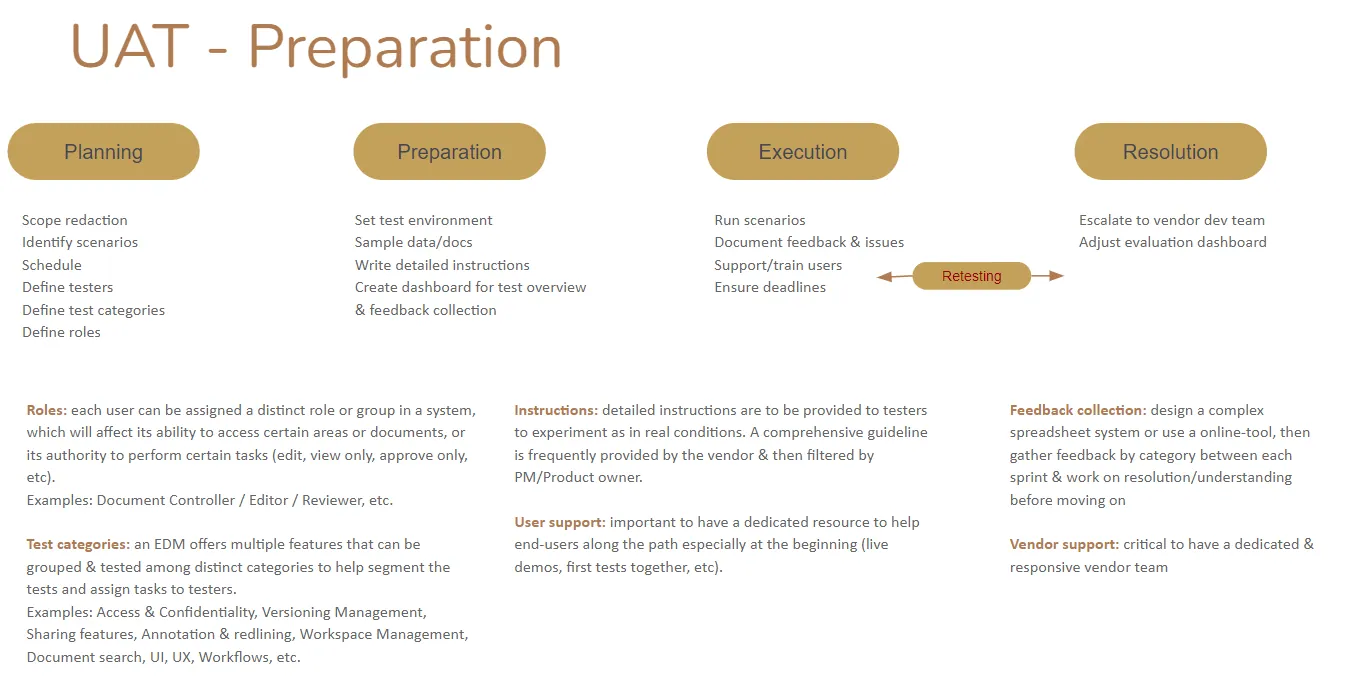 UAT - Preparation
Planning
Preparation
Execution
Resolution
Scope redaction
Identify scenarios
Schedule
Define testers
Define test categories
Define roles
Set test environment
Sample data/docs
Write detailed instructions
Create dashboard for test overview
& feedback collection
Run scenarios
Document feedback & issues
Support/train users
Ensure deadlines
Retesting
Escalate to vendor dev team
Adjust evaluation dashboard
Roles: each user can be assigned a distinct role or group in a system,
which will affect its ability to access certain areas or documents, or
its authority to perform certain tasks (edit, view only, approve only,
etc).
Examples: Document Controller / Editor / Reviewer, etc.
Test categories: an EDM offers multiple features that can be
grouped & tested among distinct categories to help segment the
tests and assign tasks to testers.
Examples: Access & Confidentiality, Versioning Management,
Sharing features, Annotation & redlining, Workspace Management,
Document search, UI, UX, Workflows, etc.
Instructions: detailed instructions are to be provided to testers
to experiment as in real conditions. A comprehensive guideline
is frequently provided by the vendor & then filtered by
PM/Product owner.
User support: important to have a dedicated resource to help
end-users along the path especially at the beginning (live
demos, first tests together, etc).
Feedback collection: design a complex
spreadsheet system or use a online-tool, then
gather feedback by category between each
sprint & work on resolution/understanding
before moving on
Vendor support: critical to have a dedicated &
responsive vendor team